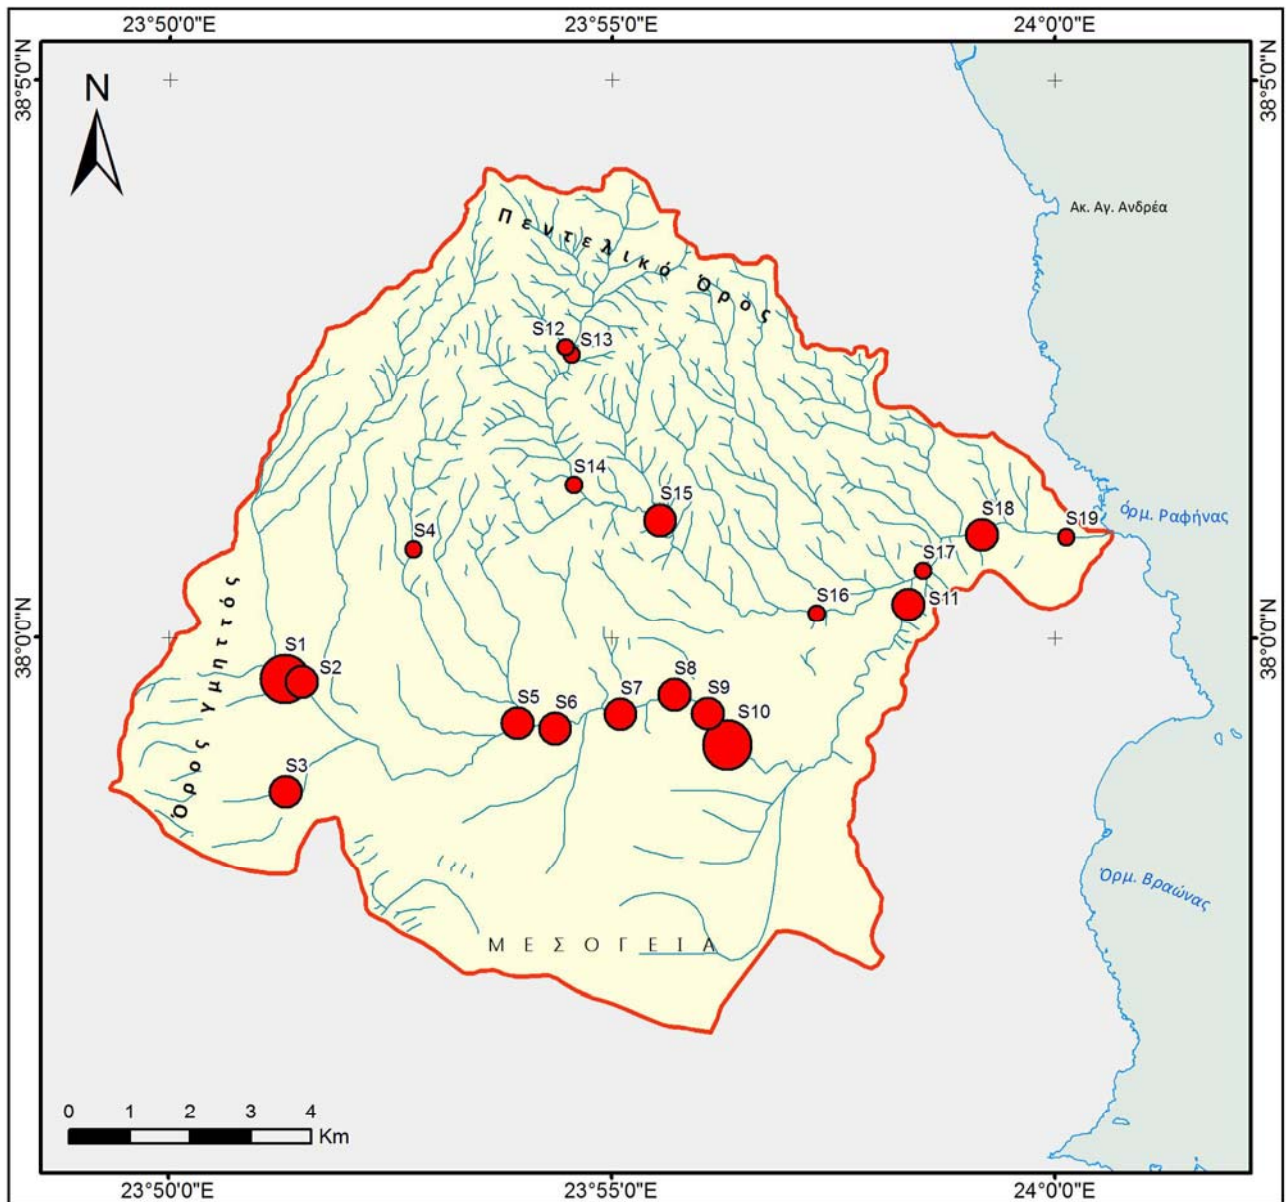 23°50'0"E 23°55'0"E 24°0'0"E
38°5'0"N
38°5'0"N
N
Ακ. Αγ. Ανδρέα
Πεντελικό Όρος
S12
S13
S14
S15
S4
S18
S19
όρμ. Ραφήνας
S17
S16
S11
38°0'0"N
38°0'0"N
S1
S2
S8
S7
S9
S5
S6
S10
S3
Όρος Υμηττός
Όρμ. Βραώνας
ΜΕΣΟΓΕΙΑ
0 1 2 3 4
Km
23°50'0"E 23°55'0"E 24°0'0"E